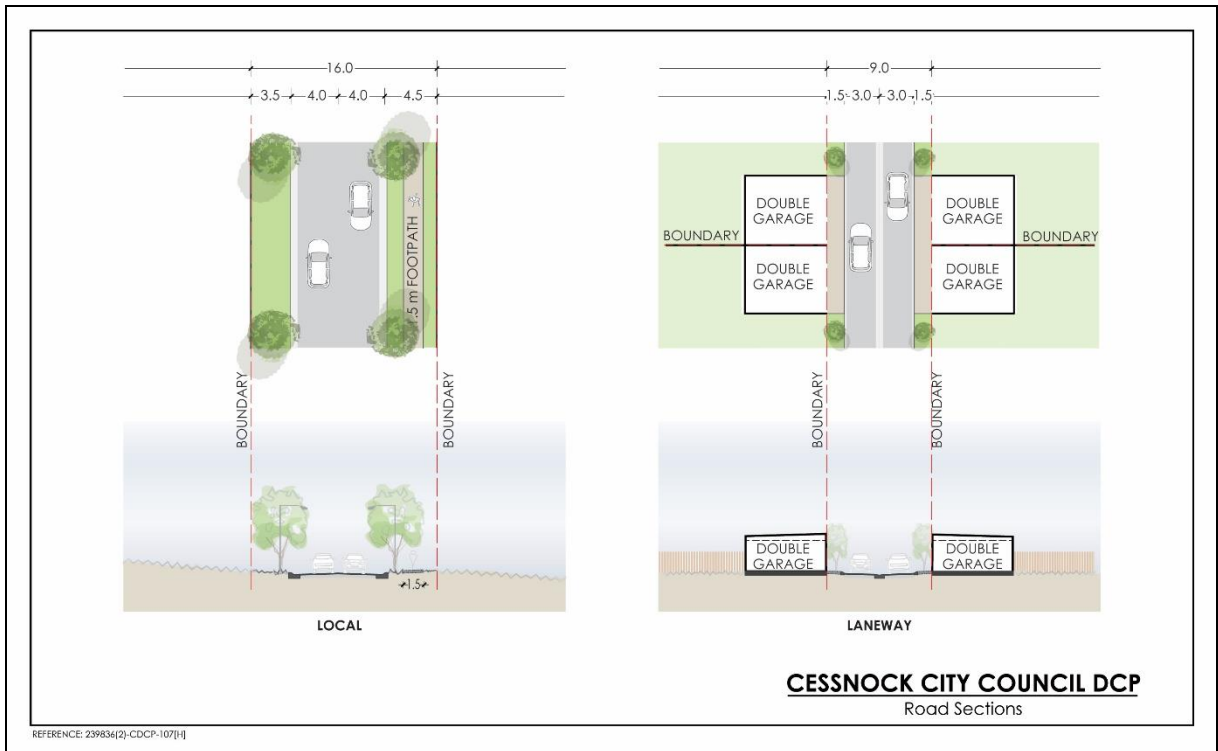 16.0
3.5 4.0 4.0 4.5
1.5 m FOOTPATH
BOUNDARY
BOUNDARY
1.5
LOCAL
9.0
1.5 3.0 3.0 1.5
DOUBLE
GARAGE
DOUBLE
GARAGE
BOUNDARY
BOUNDARY
DOUBLE
GARAGE
DOUBLE
GARAGE
BOUNDARY
BOUNDARY
DOUBLE
GARAGE
DOUBLE
GARAGE
LANEWAY
CESSNOCK CITY COUNCIL DCP
Road Sections
REFERENCE: 239836(2)-CDCP-107[H]